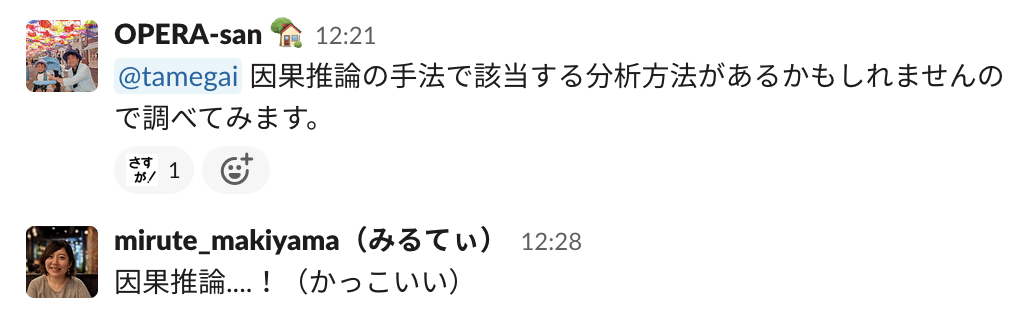 OPERA-san 12:21
@tamegai 因果推論の手法で該当する分析方法があるかもしれませんの
で調べてみます。
さす
が! 1
mirute_makiyama（みるてぃ） 12:28
因果推論....！（かっこいい）